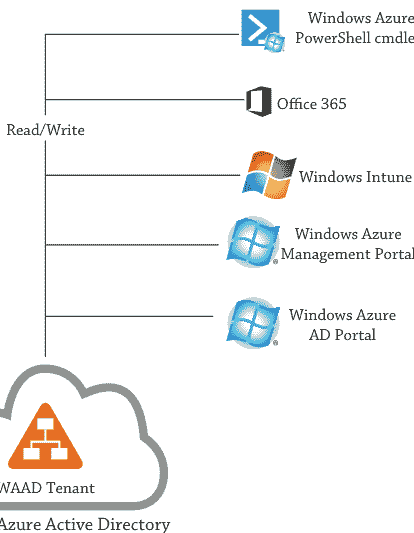 Windows Azure
PowerShell cmdle
Office 365
Read/Write
Windows Intune
Windows Azure
Management Portal
Windows Azure
AD Portal
WAAD Tenant
Azure Active Directory